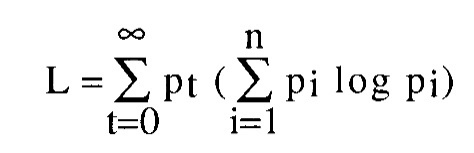 L = ∑_{t=0}^{∞} pt ( ∑_{i=1}^{n} pi log pi)